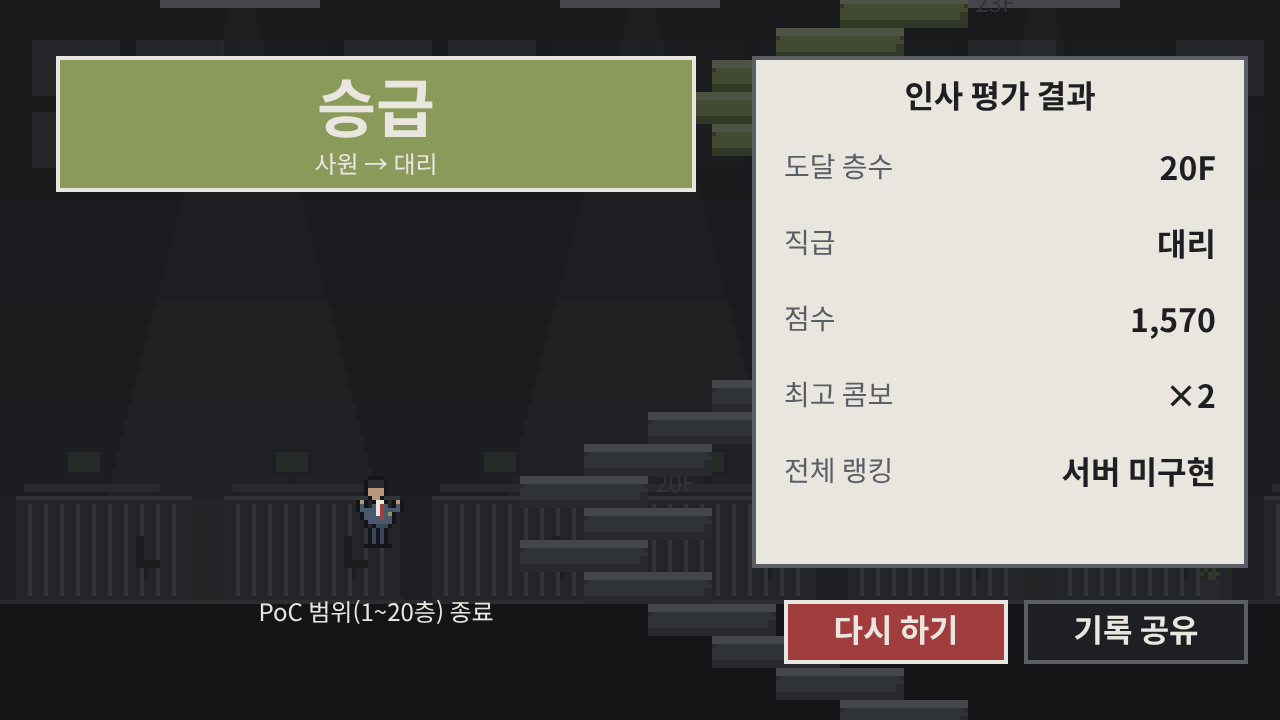 23F
승급
사원 → 대리
인사 평가 결과
도달 층수 20F
직급 대리
점수 1,570
최고 콤보 ×2
전체 랭킹 서버 미구현
20F
PoC 범위(1~20층) 종료
다시 하기
기록 공유